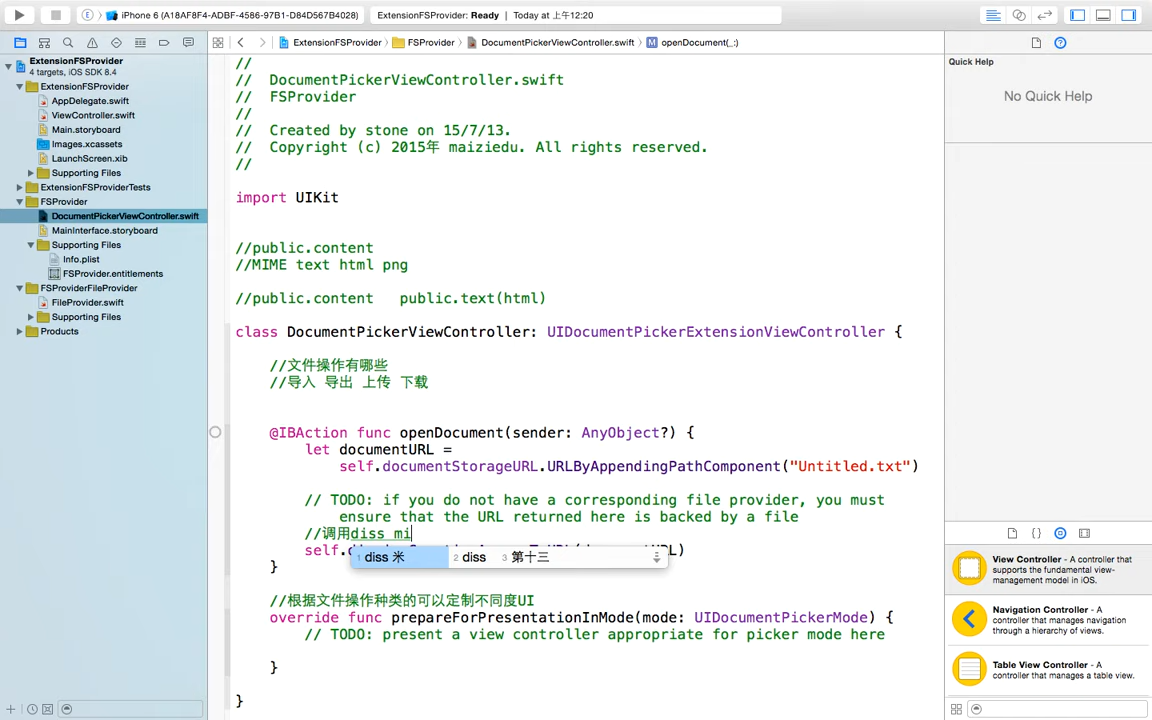 iPhone 6 (A18AF8F4-ADBF-4586-97B1-D84D567B4028)
ExtensionFSProvider: Ready | Today at 上午12:20
ExtensionFSProvider
FSProvider
DocumentPickerViewController.swift
M openDocument(_:)
ExtensionFSProvider
4 targets, iOS SDK 8.4
ExtensionFSProvider
AppDelegate.swift
ViewController.swift
Main.storyboard
Images.xcassets
LaunchScreen.xib
Supporting Files
ExtensionFSProviderTests
FSProvider
DocumentPickerViewController.swift
MainInterface.storyboard
Supporting Files
Info.plist
FSProvider.entitlements
FSProviderFileProvider
FileProvider.swift
Supporting Files
Products
//
// DocumentPickerViewController.swift
// FSProvider
//
// Created by stone on 15/7/13.
// Copyright (c) 2015年 maiziedu. All rights reserved.
//
import UIKit
//public.content
//MIME text html png
//public.content public.text(html)
class DocumentPickerViewController: UIDocumentPickerExtensionViewController {
//文件操作有哪些
//导入 导出 上传 下载
@IBAction func openDocument(sender: AnyObject?) {
let documentURL =
self.documentStorageURL.URLByAppendingPathComponent("Untitled.txt")
// TODO: if you do not have a corresponding file provider, you must
ensure that the URL returned here is backed by a file
//调用diss mi
self.
1 diss 米 2 diss 3 第十三
}
//根据文件操作种类的可以定制不同度UI
override func prepareForPresentationInMode(mode: UIDocumentPickerMode) {
// TODO: present a view controller appropriate for picker mode here
}
}
Quick Help
No Quick Help
View Controller - A controller that supports the fundamental view-management model in iOS.
Navigation Controller - A controller that manages navigation through a hierarchy of views.
Table View Controller - A controller that manages a table view.